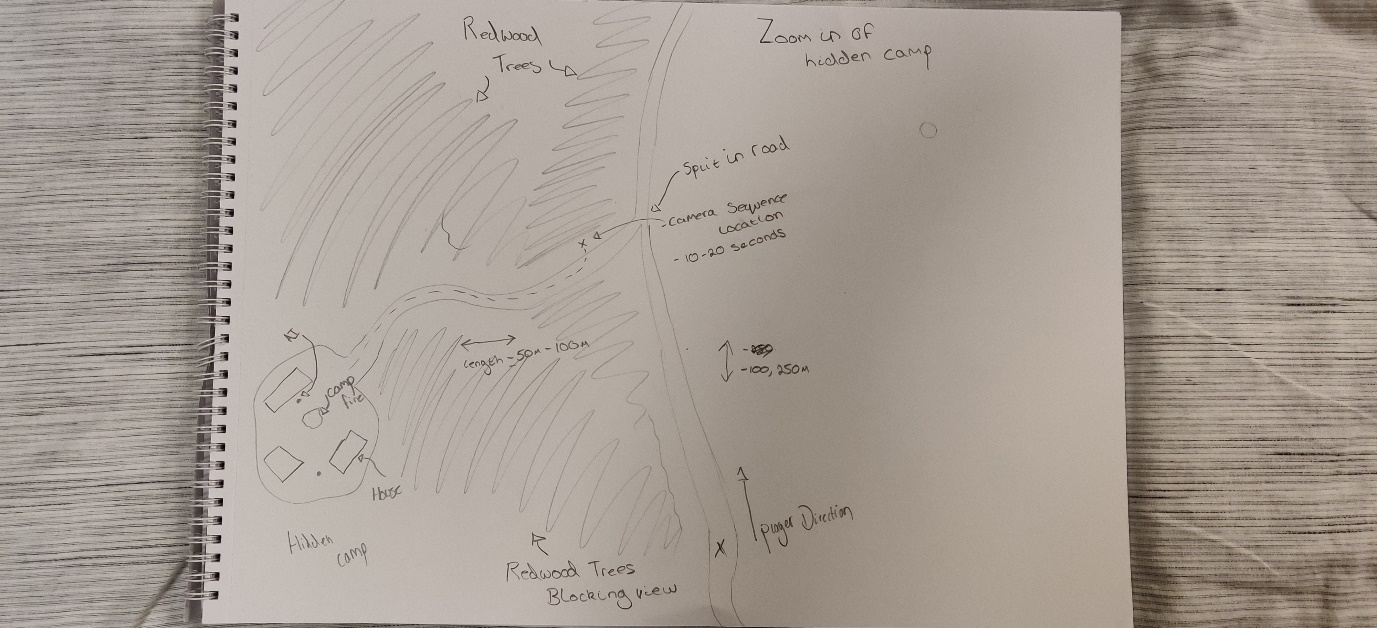 Redwood
Trees
Zoom in of
hidden camp
Split in road
- Camera Sequence
Location
- 10-20 seconds
X
Length - 50m - 100m
-100, 250m
AI
Camp
fire
House
Hidden
camp
Player Direction
X
Redwood Trees
Blocking view